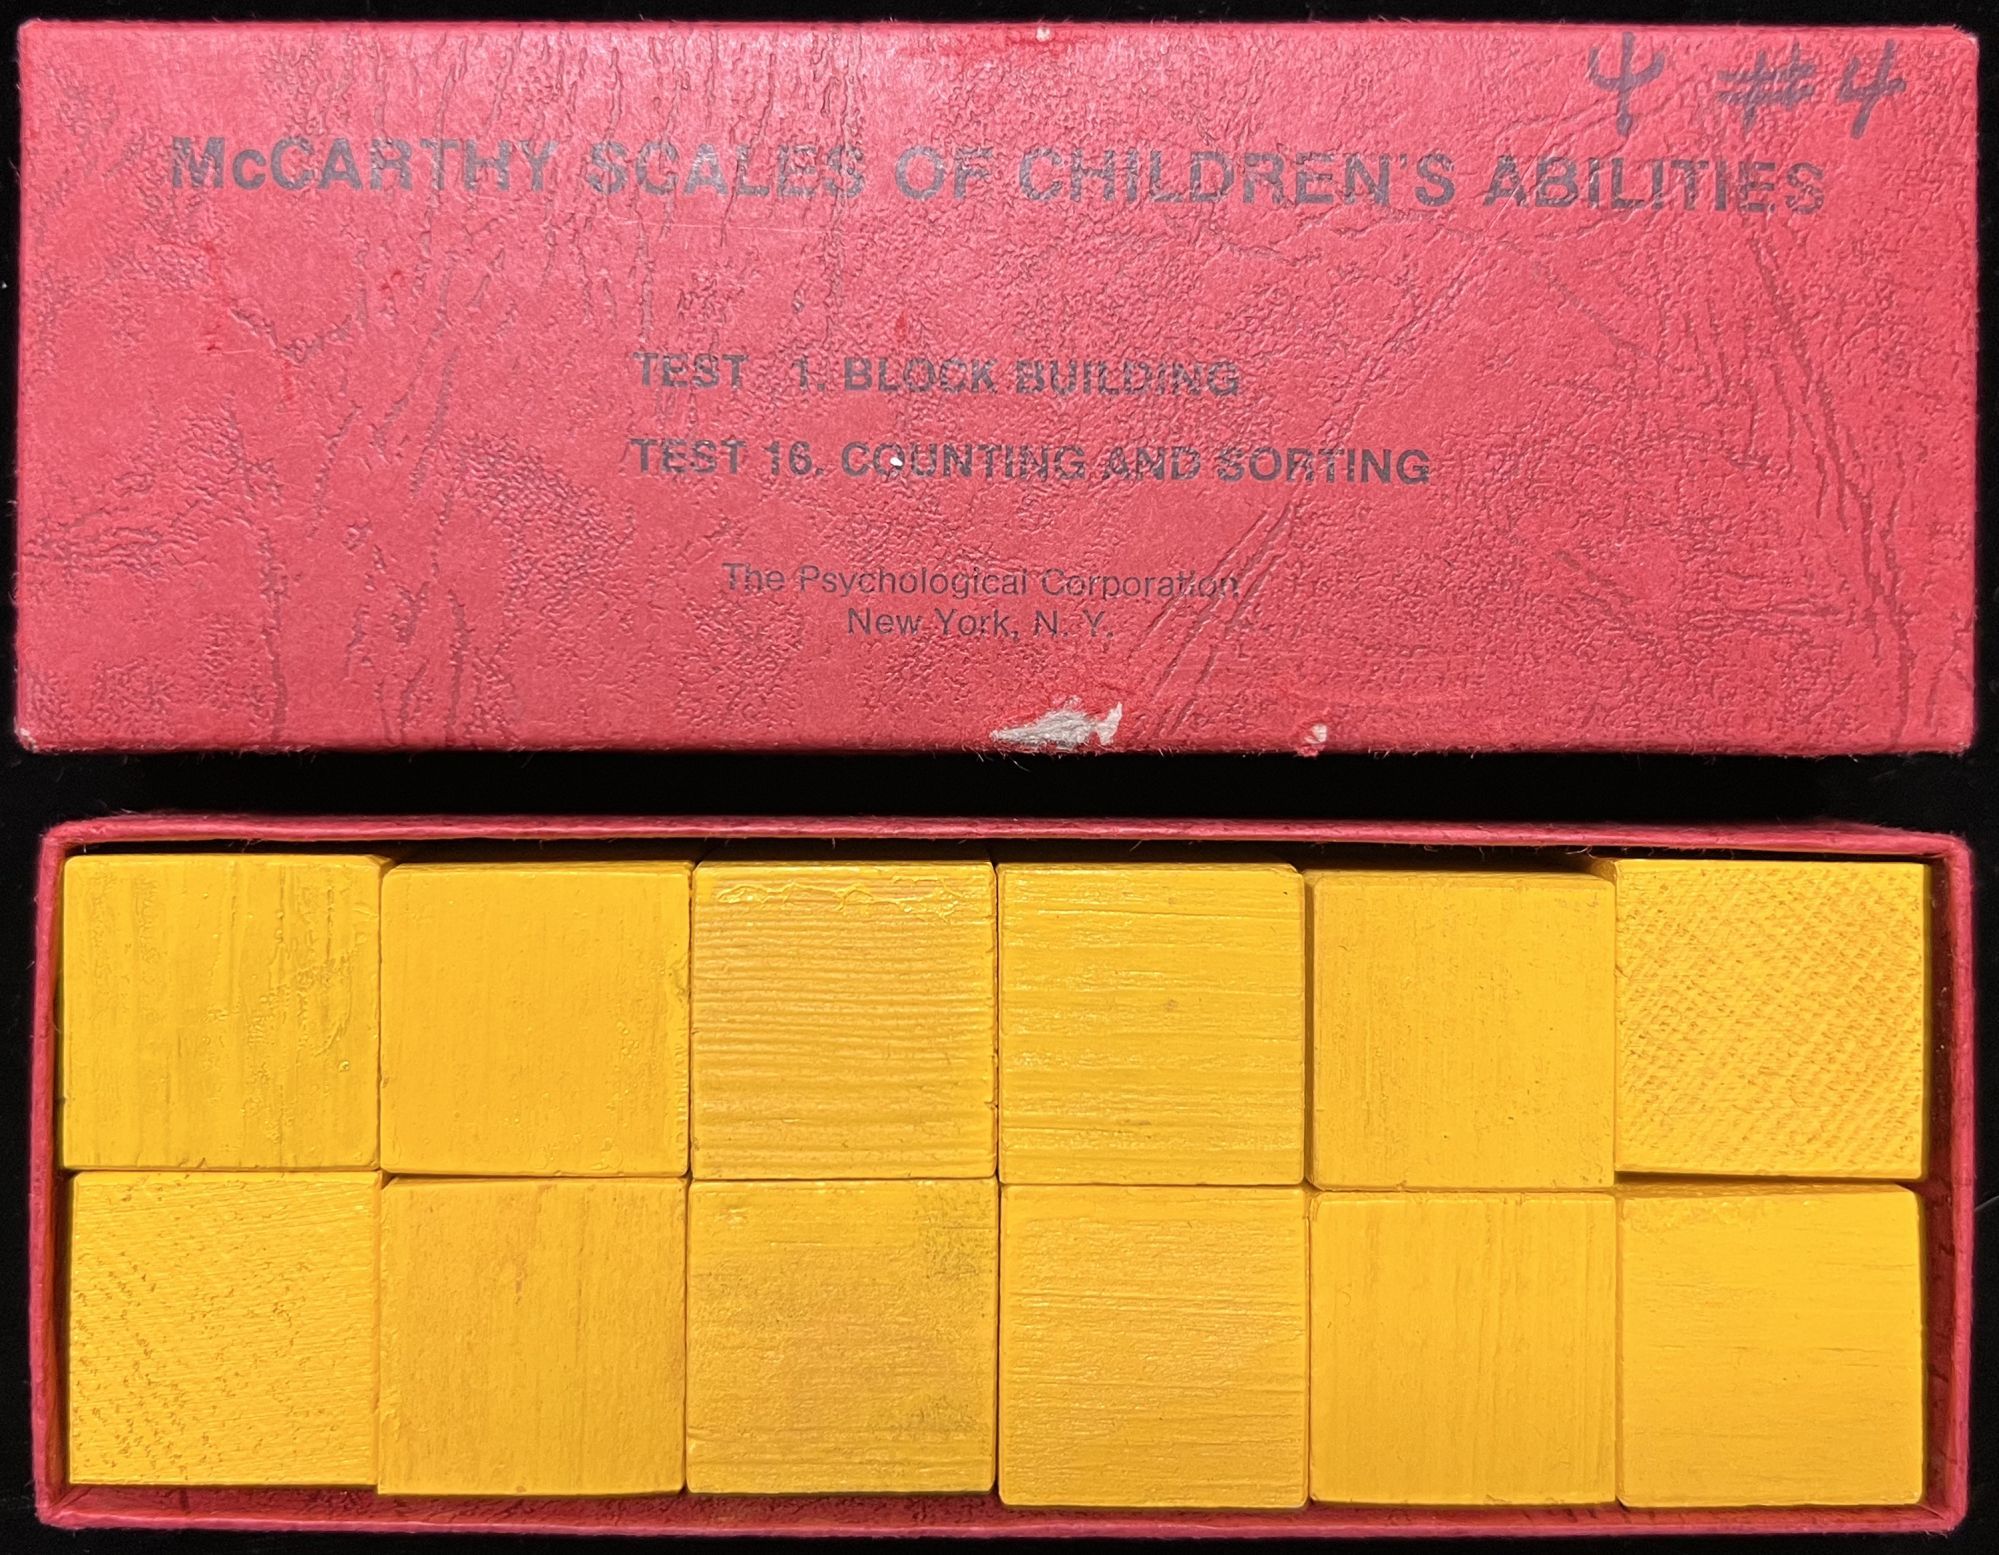 4 #4
McCARTHY SCALES OF CHILDREN'S ABILITIES
TEST 1. BLOCK BUILDING
TEST 16. COUNTING AND SORTING
The Psychological Corporation
New York, N. Y.